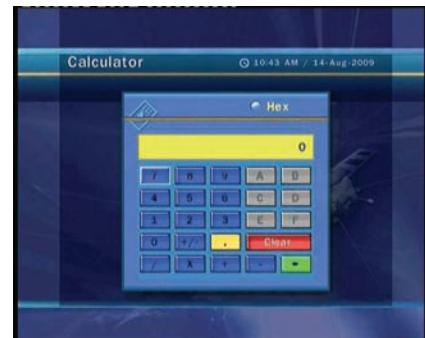 Calculator 10:43 AM / 14-Aug-2009
Hex
0
7 8 9 A B
4 5 6 C D
1 2 3 E F
0 +/- . Clear
/ X + - =